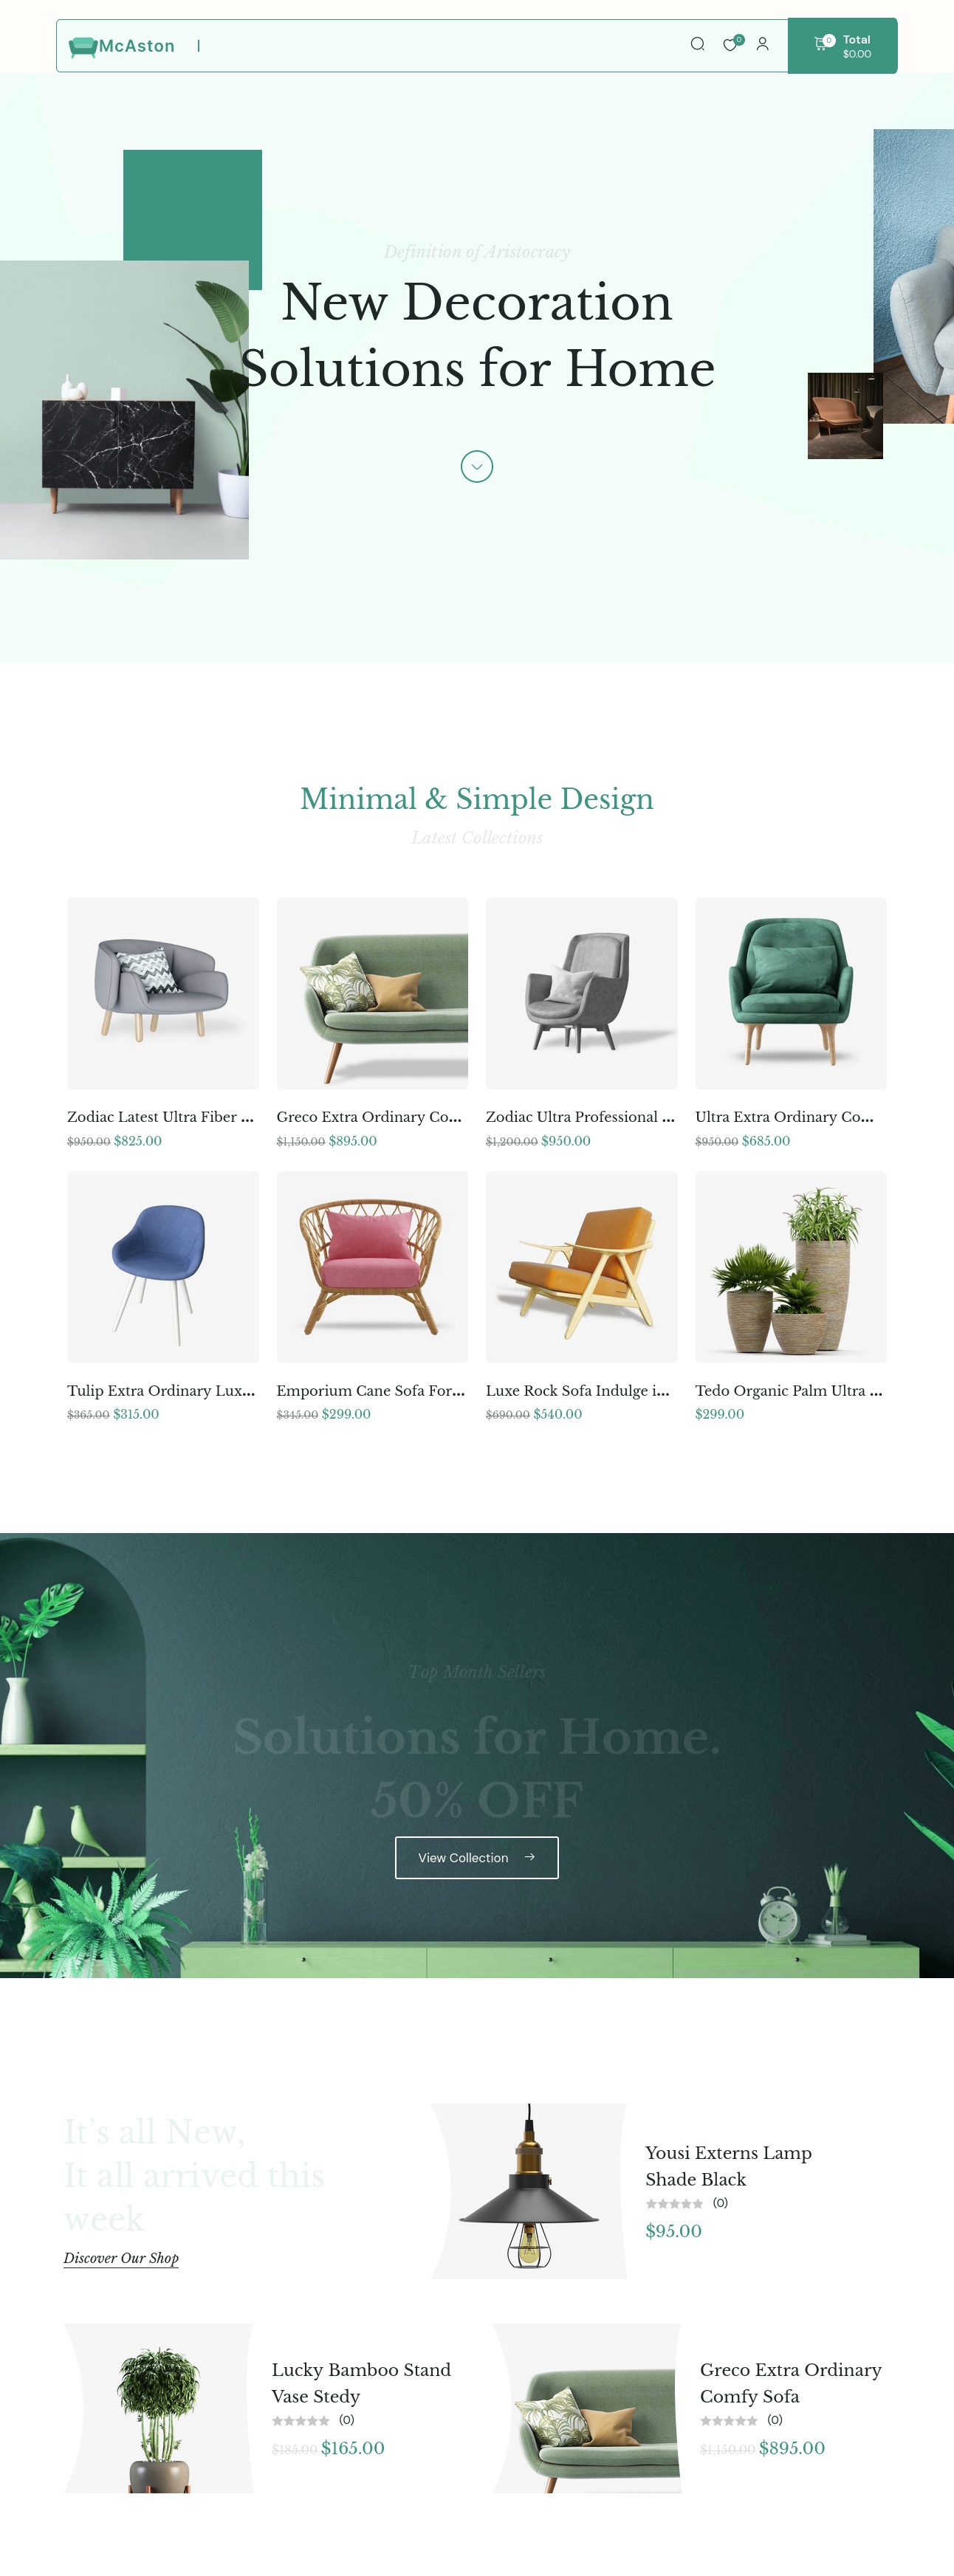 McAston
0
0
Total
$0.00
Definition of Aristocracy
New Decoration
Solutions for Home
Minimal & Simple Design
Latest Collections
Zodiac Latest Ultra Fiber ...
Greco Extra Ordinary Co...
Zodiac Ultra Professional ...
Ultra Extra Ordinary Co...
$950.00 $825.00
$1,150.00 $895.00
$1,200.00 $950.00
$950.00 $685.00
Tulip Extra Ordinary Lux...
Emporium Cane Sofa For...
Luxe Rock Sofa Indulge i...
Tedo Organic Palm Ultra ...
$365.00 $315.00
$345.00 $299.00
$690.00 $540.00
$299.00
Top Month Sellers
Solutions for Home.
50% OFF
View Collection
It's all New,
It all arrived this
week
Discover Our Shop
Yousi Externs Lamp
Shade Black
(0)
$95.00
Lucky Bamboo Stand
Vase Stedy
(0)
$185.00 $165.00
Greco Extra Ordinary
Comfy Sofa
(0)
$1,150.00 $895.00